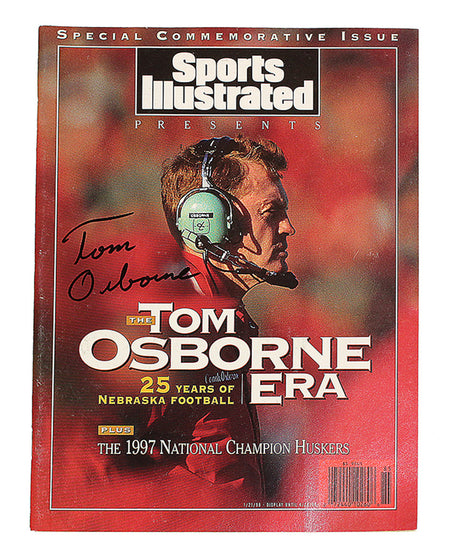 SPECIAL COMMEMORATIVE ISSUE
Sports
Illustrated
PRESENTS
OSBORNE
Tom
Osborne
THE TOM
OSBORNE
25 YEARS OF
NEBRASKA FOOTBALL
ERA
PLUS
THE 1997 NATIONAL CHAMPION HUSKERS